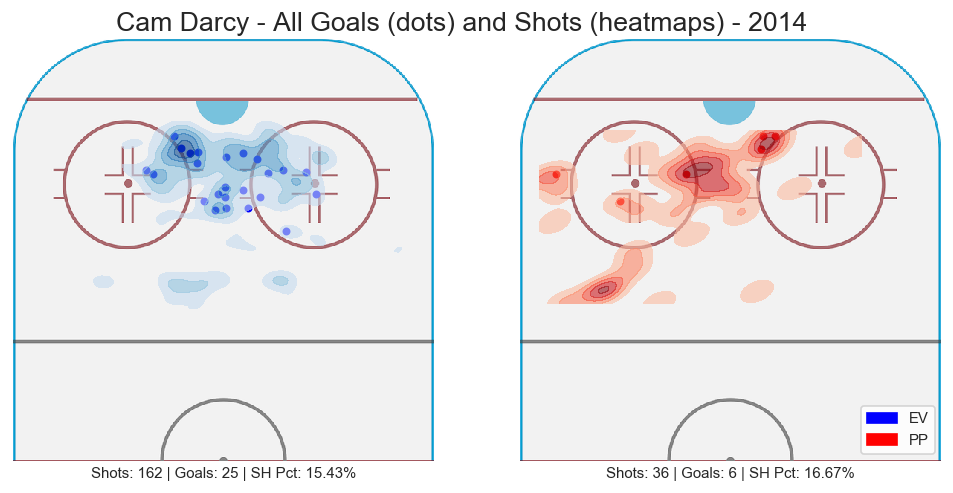 Cam Darcy - All Goals (dots) and Shots (heatmaps) - 2014
EV
PP
Shots: 162 | Goals: 25 | SH Pct: 15.43%
Shots: 36 | Goals: 6 | SH Pct: 16.67%